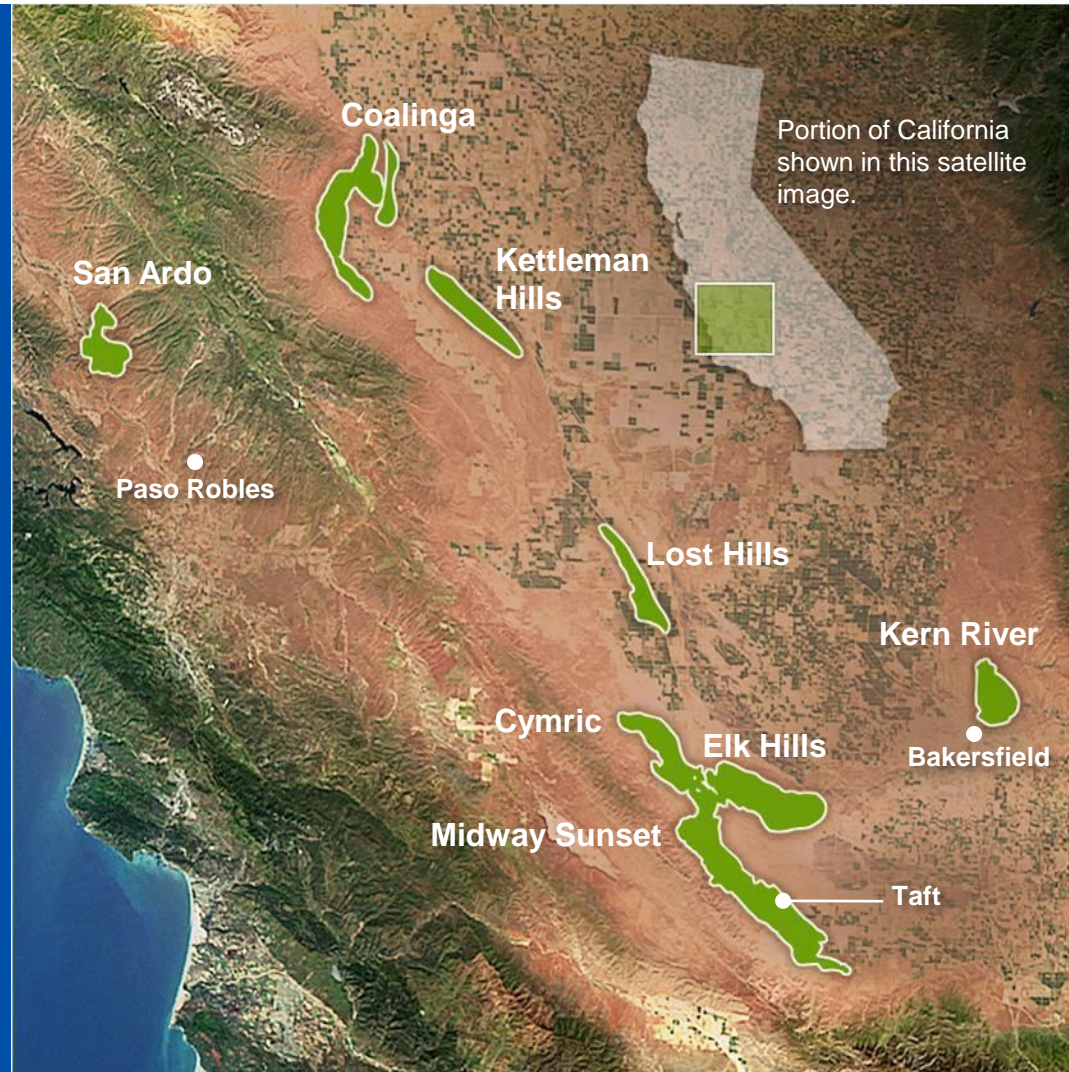 Coalinga
Portion of California
shown in this satellite
image.
San Ardo
Kettleman
Hills
Paso Robles
Lost Hills
Kern River
Cymric
Elk Hills
Bakersfield
Midway Sunset
Taft